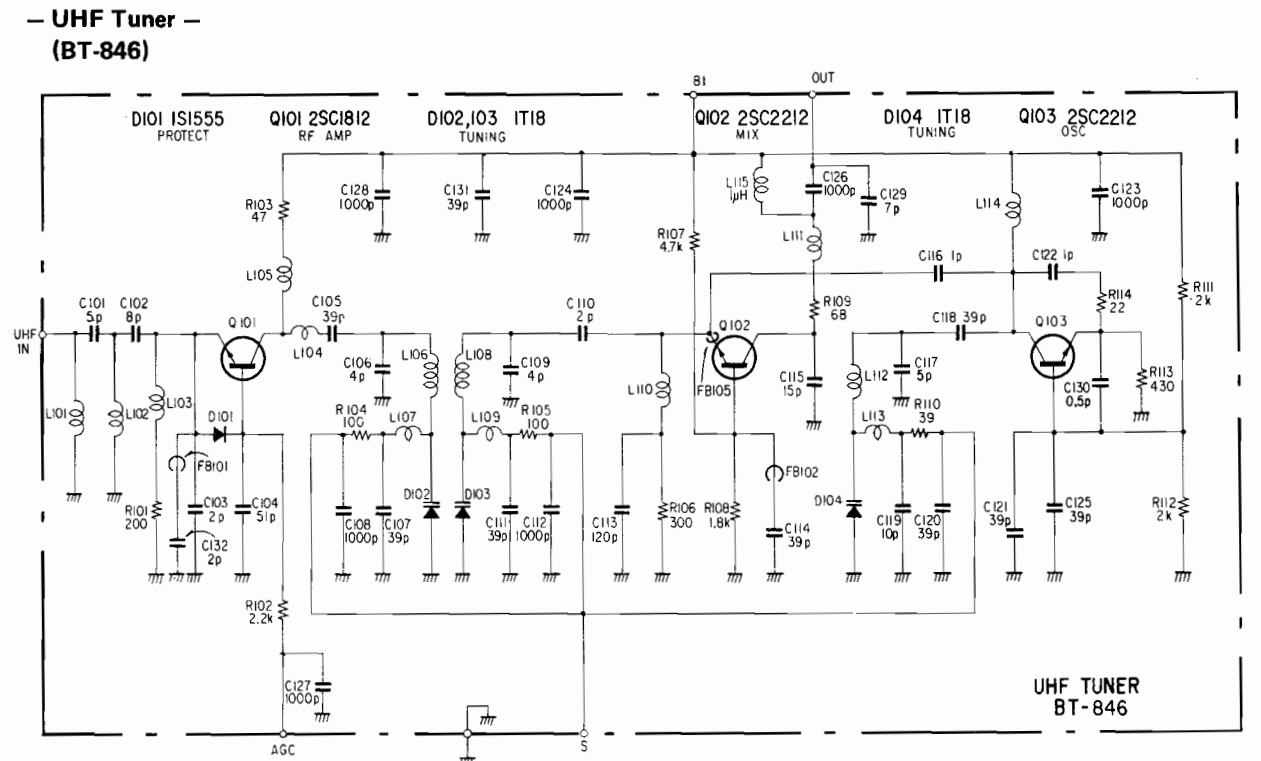 – UHF Tuner –
(BT-846)
B1
OUT
D101 1S1555
PROTECT
Q101 2SC1812
RF AMP
D102,103 1T18
TUNING
Q102 2SC2212
MIX
D104 1T18
TUNING
Q103 2SC2212
OSC
R103
47
C128
1000p
C131
39p
C124
1000p
L115
1μH
C126
1000p
C129
7p
L114
C123
1000p
R107
4.7k
L111
L105
C116 1p
C122 1p
R114
22
R111
2k
UHF
IN
C101
5p
C102
8p
Q101
C105
39p
L104
C110
2p
Q102
R109
68
C118 39p
Q103
C106
4p
L106
L108
C109
4p
L110
FB105
C115
15p
L112
C117
5p
C130
0.5p
R113
430
L101
L102
L103
D101
R104
100
L107
L109
R105
100
L113
R110
39
FB101
FB102
R101
200
C103
2p
C104
51p
C132
2p
D102
D103
C108
1000p
C107
39p
C111
39p
C112
1000p
C113
120p
R106
300
R108
1.8k
C114
39p
D104
C119
10p
C120
39p
C121
39p
C125
39p
R112
2k
R102
2.2k
C127
1000p
UHF TUNER
BT-846
AGC
S